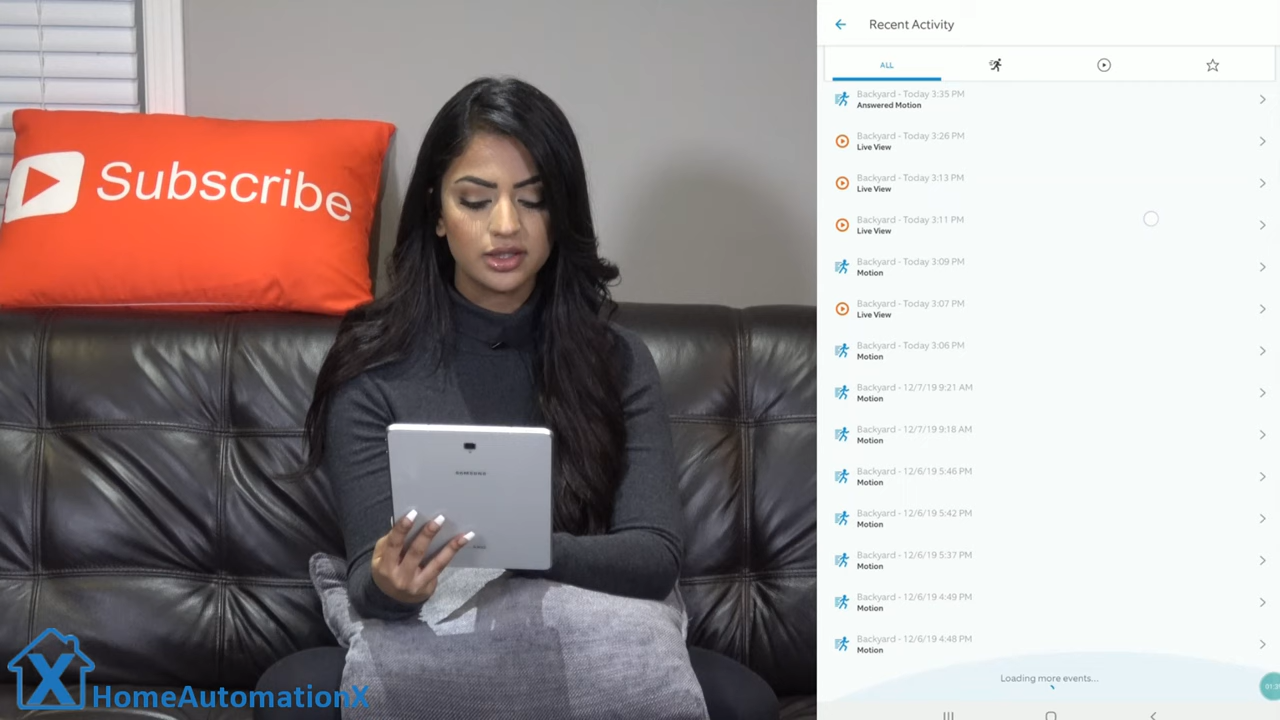 Recent Activity
ALL
Backyard - Today 3:35 PM
Answered Motion
Backyard - Today 3:26 PM
Live View
Backyard - Today 3:13 PM
Live View
Backyard - Today 3:11 PM
Live View
Backyard - Today 3:09 PM
Motion
Backyard - Today 3:07 PM
Live View
Backyard - Today 3:06 PM
Motion
Backyard - 12/7/19 9:21 AM
Motion
Backyard - 12/7/19 9:18 AM
Motion
Backyard - 12/6/19 5:46 PM
Motion
Backyard - 12/6/19 5:42 PM
Motion
Backyard - 12/6/19 5:37 PM
Motion
Backyard - 12/6/19 4:49 PM
Motion
Backyard - 12/6/19 4:48 PM
Motion
Loading more events...
Subscribe
SAMSUNG
X
HomeAutomationX